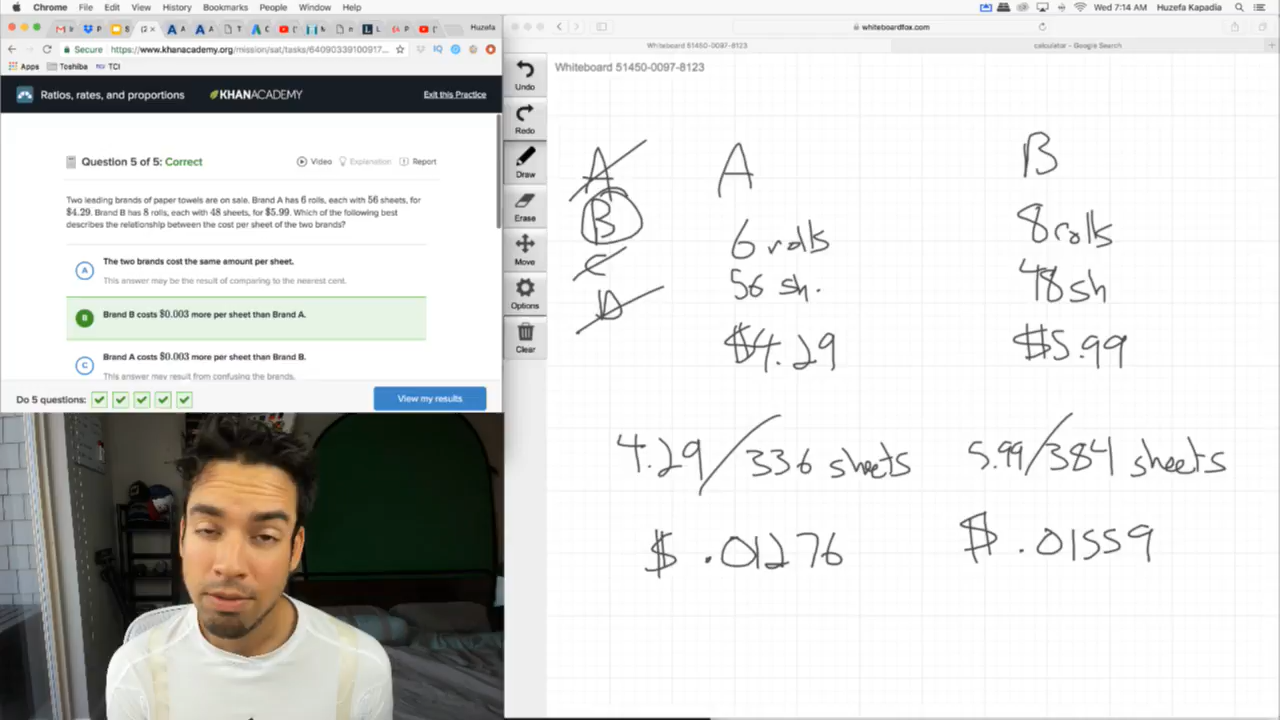 Chrome File Edit View History Bookmarks People Window Help
Wed 7:14 AM Huzefa Kapadia
Huzefa
Secure https://www.khanacademy.org/mission/sat/tasks/64090339100917...
Apps Toshiba TCI
Ratios, rates, and proportions KHANACADEMY Exit this Practice
Question 5 of 5: Correct Video Explanation Report
Two leading brands of paper towels are on sale. Brand A has 6 rolls, each with 56 sheets, for
$4.29. Brand B has 8 rolls, each with 48 sheets, for $5.99. Which of the following best
describes the relationship between the cost per sheet of the two brands?
A The two brands cost the same amount per sheet.
This answer may be the result of comparing to the nearest cent.
B Brand B costs $0.003 more per sheet than Brand A.
C Brand A costs $0.003 more per sheet than Brand B.
This answer may result from confusing the brands.
Do 5 questions: View my results
whiteboardfox.com
Whiteboard 51450-0097-8123 calculator - Google Search
Whiteboard 51450-0097-8123
Undo
Redo
Draw
Erase
Move
Options
Clear
A
B
C
D
A B
6 rolls 8 rolls
56 sh. 48 sh
$4.29 $5.99
4.29/336 sheets 5.99/384 sheets
$ .01276 $ .01559